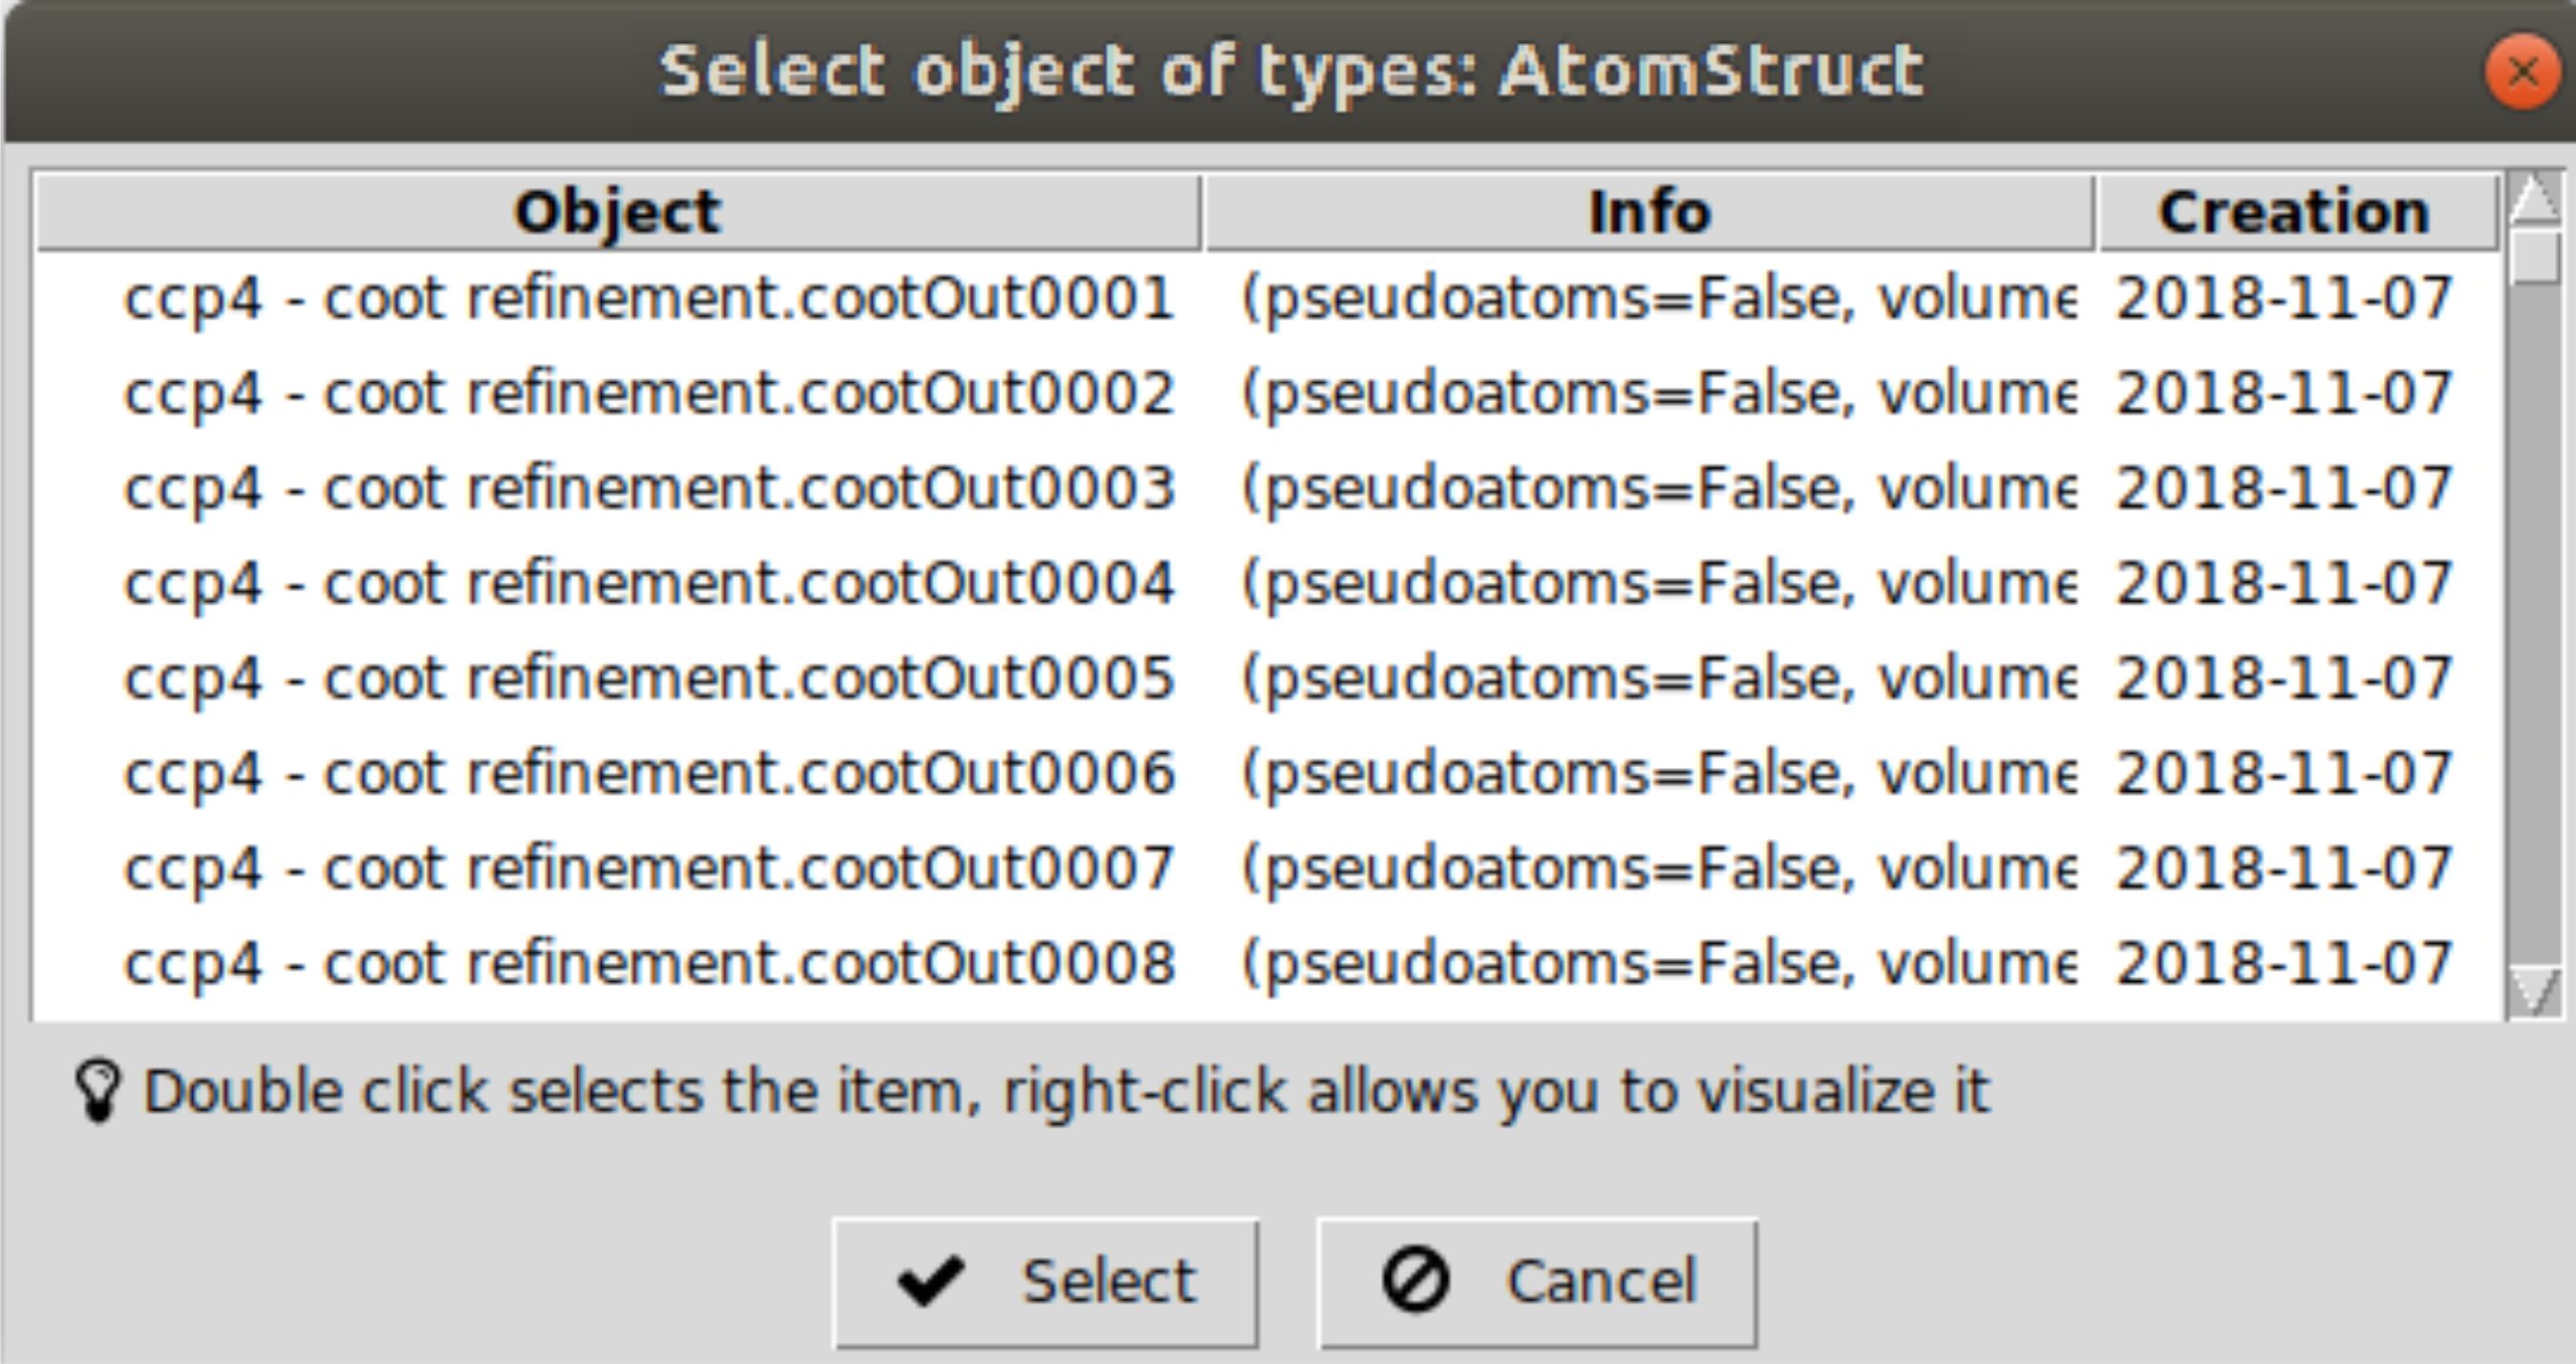 Select object of types: AtomStruct
Object Info Creation
ccp4 - coot refinement.cootOut0001 (pseudoatoms=False, volume 2018-11-07
ccp4 - coot refinement.cootOut0002 (pseudoatoms=False, volume 2018-11-07
ccp4 - coot refinement.cootOut0003 (pseudoatoms=False, volume 2018-11-07
ccp4 - coot refinement.cootOut0004 (pseudoatoms=False, volume 2018-11-07
ccp4 - coot refinement.cootOut0005 (pseudoatoms=False, volume 2018-11-07
ccp4 - coot refinement.cootOut0006 (pseudoatoms=False, volume 2018-11-07
ccp4 - coot refinement.cootOut0007 (pseudoatoms=False, volume 2018-11-07
ccp4 - coot refinement.cootOut0008 (pseudoatoms=False, volume 2018-11-07
Double click selects the item, right-click allows you to visualize it
Select Cancel